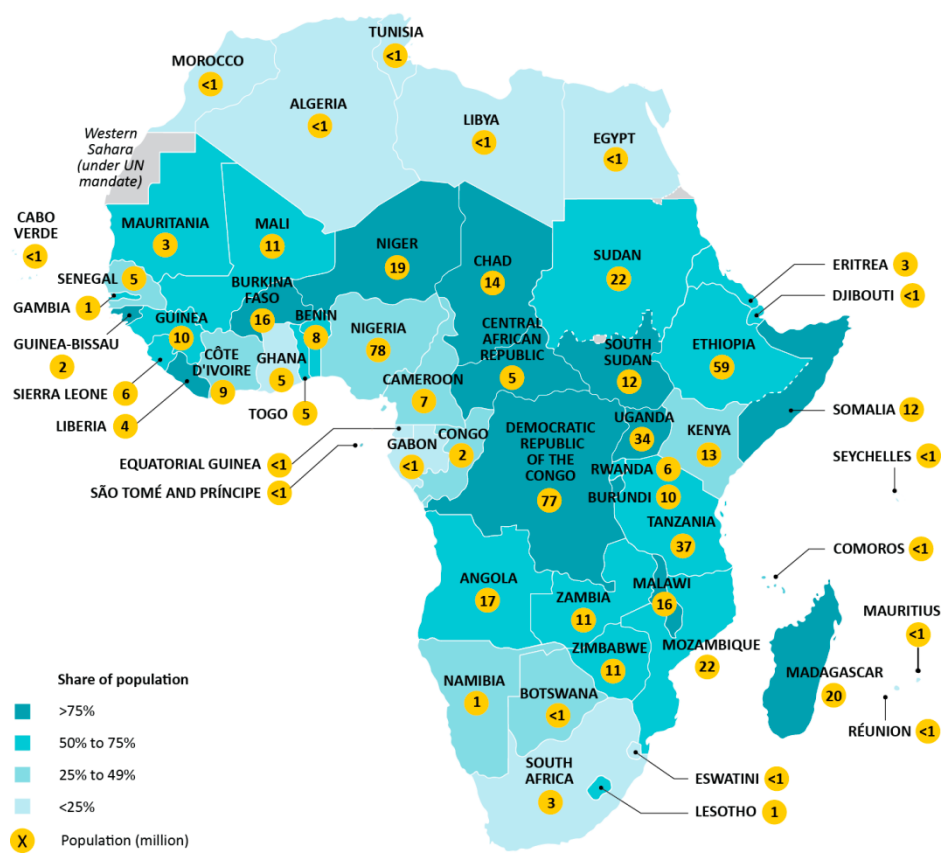 TUNISIA
<1
MOROCCO
<1
ALGERIA
<1
LIBYA
<1
EGYPT
<1
Western
Sahara
(under UN
mandate)
CABO
VERDE
<1
MAURITANIA
3
MALI
11
NIGER
19
CHAD
14
SUDAN
22
ERITREA 3
DJIBOUTI <1
SENEGAL 5
GAMBIA 1
BURKINA
FASO
16
GUINEA
10
GUINEA-BISSAU
2
BENIN
8
NIGERIA
78
CENTRAL
AFRICAN
REPUBLIC
5
SOUTH
SUDAN
12
ETHIOPIA
59
CÔTE
D'IVOIRE
9
GHANA
5
SIERRA LEONE 6
LIBERIA 4
TOGO 5
CAMEROON
7
SOMALIA 12
UGANDA
34
KENYA
13
DEMOCRATIC
REPUBLIC
OF THE
CONGO
77
CONGO
2
GABON
<1
EQUATORIAL GUINEA <1
SÃO TOMÉ AND PRÍNCIPE <1
SEYCHELLES <1
RWANDA 6
BURUNDI 10
TANZANIA
37
COMOROS <1
ANGOLA
17
ZAMBIA
11
MALAWI
16
MAURITIUS
<1
ZIMBABWE
11
MOZAMBIQUE
22
MADAGASCAR
20
NAMIBIA
1
BOTSWANA
<1
RÉUNION <1
SOUTH
AFRICA
3
ESWATINI <1
LESOTHO 1
Share of population
>75%
50% to 75%
25% to 49%
<25%
X Population (million)